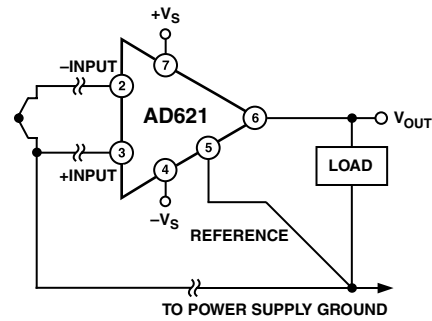 +VS
–INPUT
7
2
AD621
6
VOUT
3
5
+INPUT
4
LOAD
–VS
REFERENCE
TO POWER SUPPLY GROUND